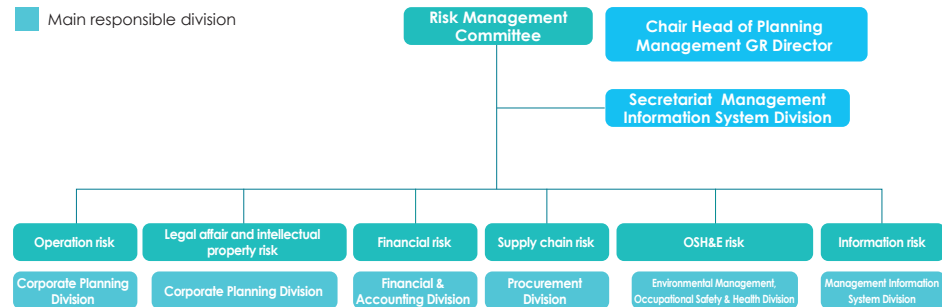 Main responsible division
Risk Management
Committee
Chair Head of Planning
Management GR Director
Secretariat Management
Information System Division
Operation risk
Legal affair and intellectual
property risk
Financial risk
Supply chain risk
OSH&E risk
Information risk
Corporate Planning
Division
Corporate Planning Division
Financial &
Accounting Division
Procurement
Division
Environmental Management,
Occupational Safety & Health Division
Management Information
System Division